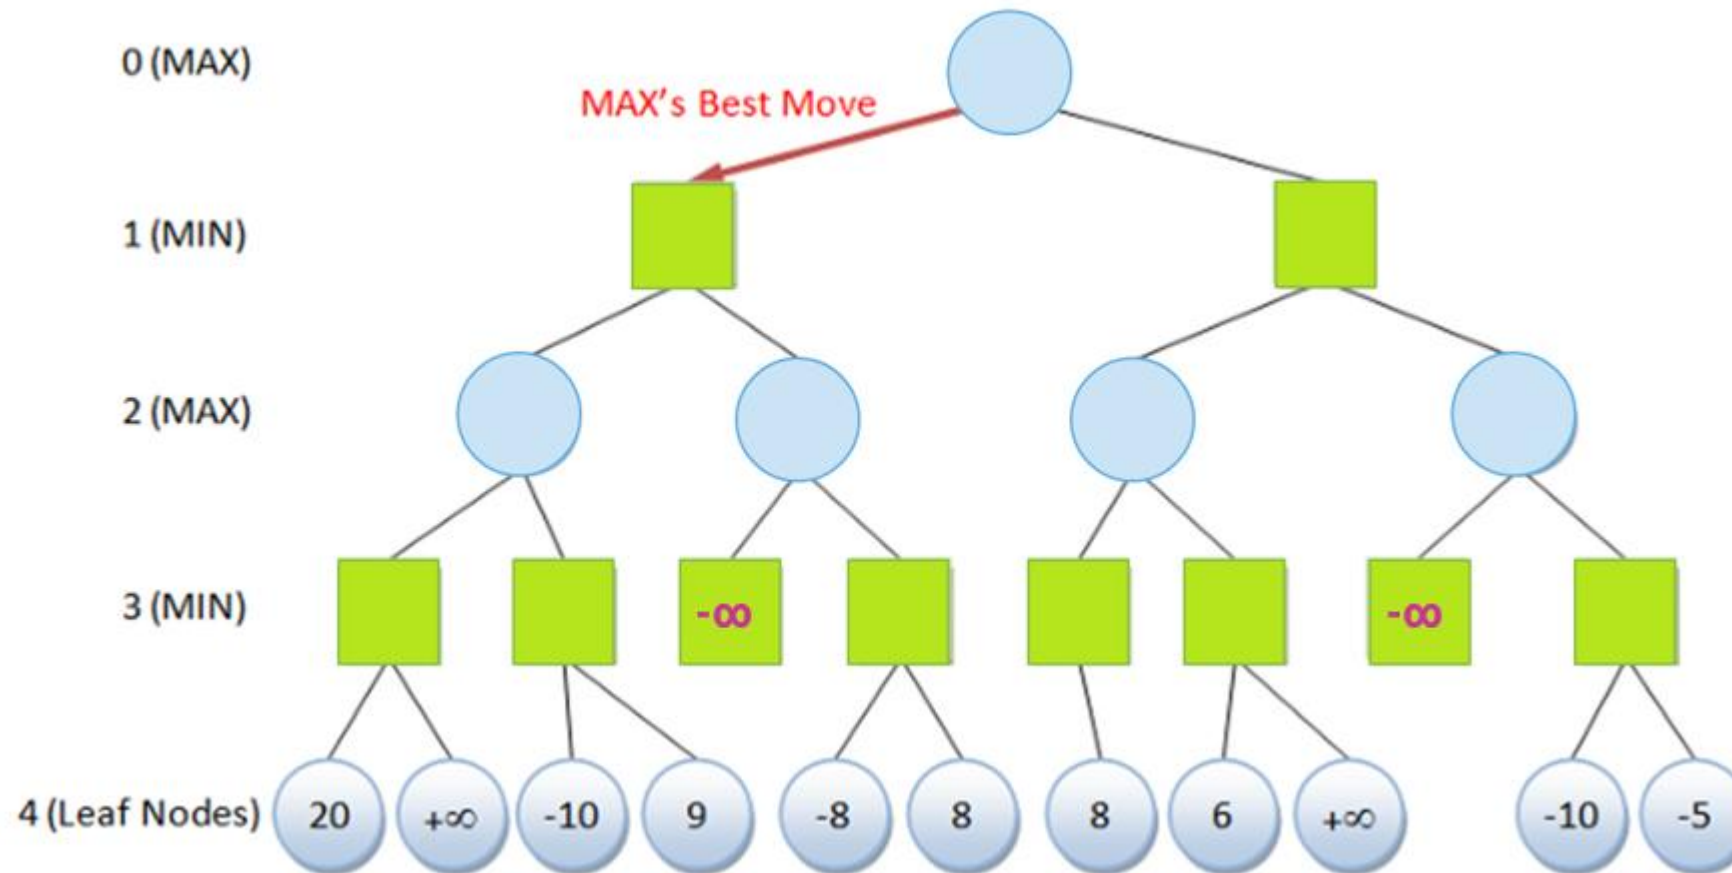 0 (MAX)
MAX's Best Move
1 (MIN)
2 (MAX)
3 (MIN)
-∞
-∞
4 (Leaf Nodes)
20
+∞
-10
9
-8
8
8
6
+∞
-10
-5